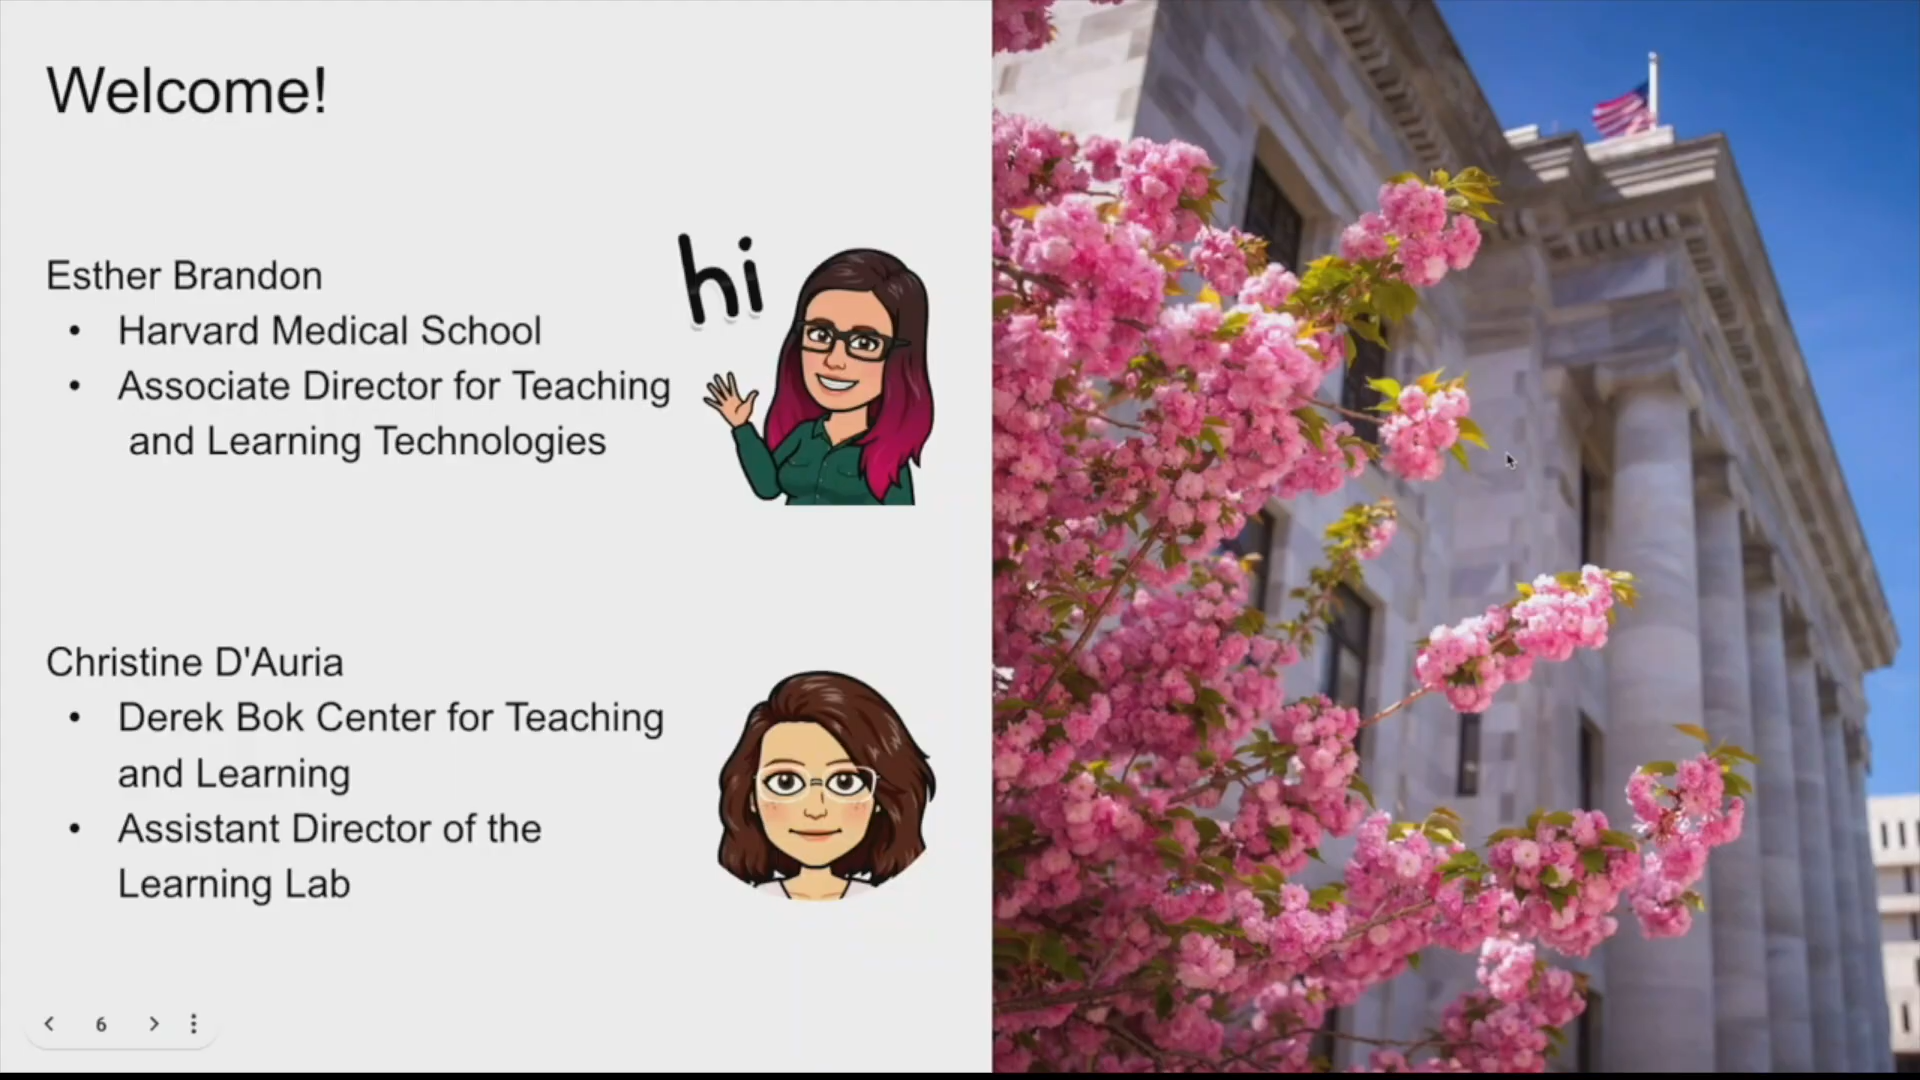 Welcome!
hi
Esther Brandon
• Harvard Medical School
• Associate Director for Teaching
and Learning Technologies
Christine D'Auria
• Derek Bok Center for Teaching
and Learning
• Assistant Director of the
Learning Lab
6